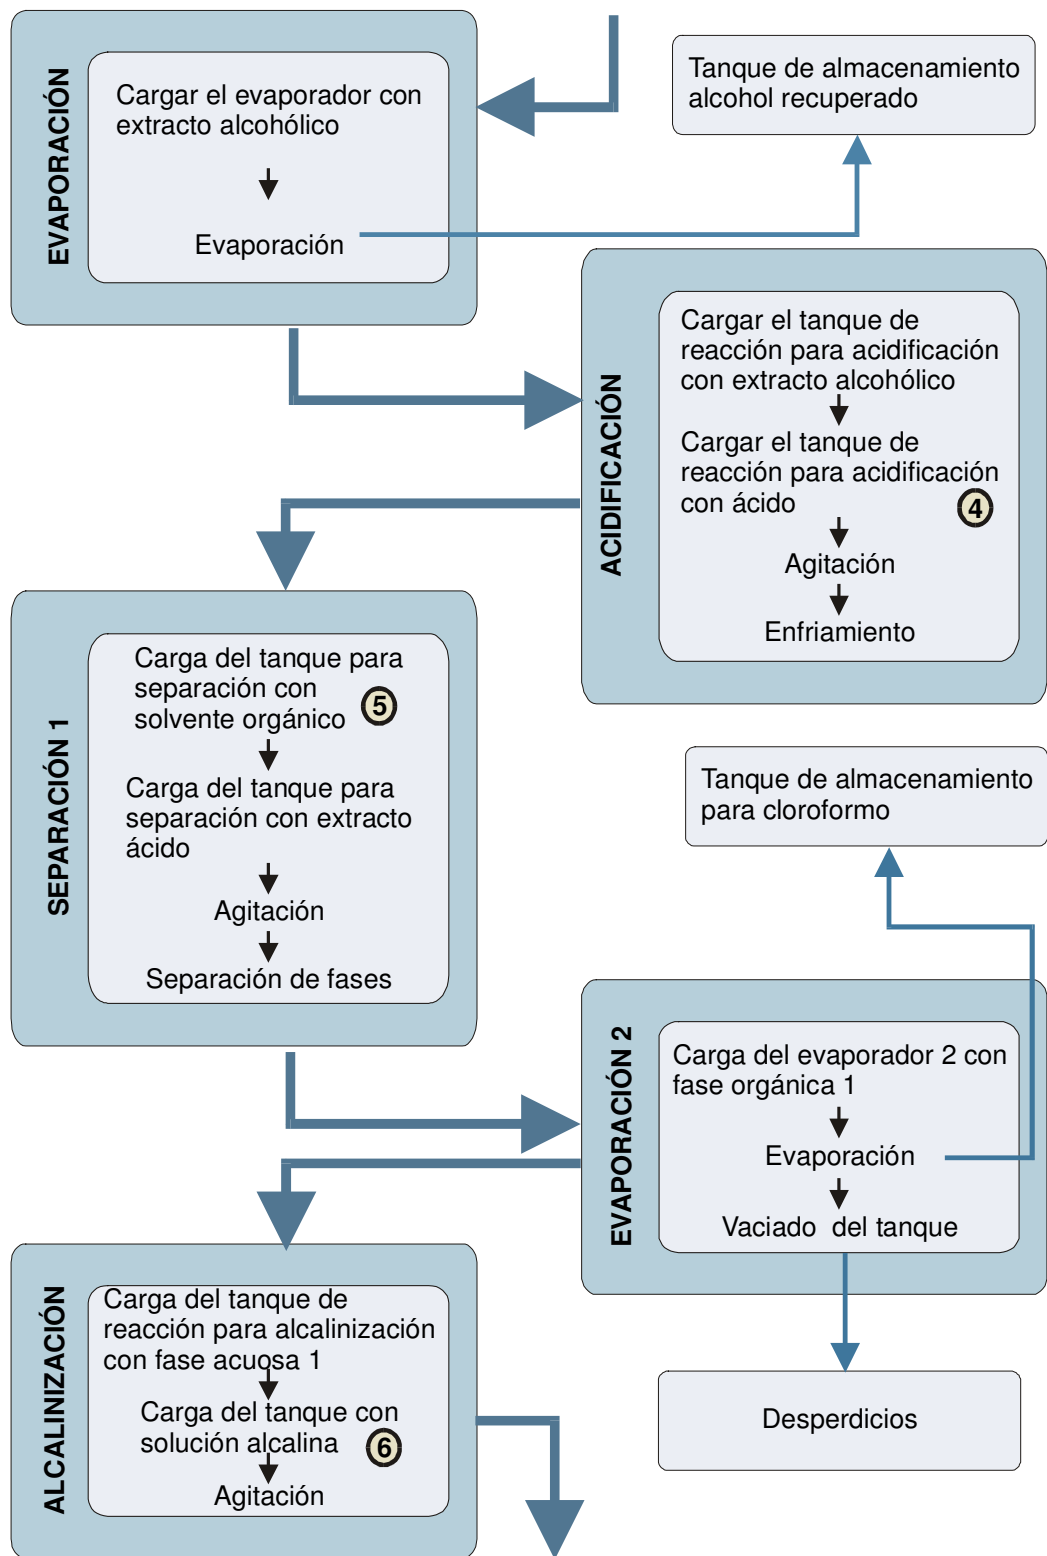 EVAPORACIÓN
Cargar el evaporador con
extracto alcohólico
Evaporación
Tanque de almacenamiento
alcohol recuperado
ACIDIFICACIÓN
Cargar el tanque de
reacción para acidificación
con extracto alcohólico
Cargar el tanque de
reacción para acidificación
con ácido
4
Agitación
Enfriamiento
SEPARACIÓN 1
Carga del tanque para
separación con
solvente orgánico
5
Carga del tanque para
separación con extracto
ácido
Agitación
Separación de fases
Tanque de almacenamiento
para cloroformo
EVAPORACIÓN 2
Carga del evaporador 2 con
fase orgánica 1
Evaporación
Vaciado del tanque
ALCALINIZACIÓN
Carga del tanque de
reacción para alcalinización
con fase acuosa 1
Carga del tanque con
solución alcalina
6
Agitación
Desperdicios